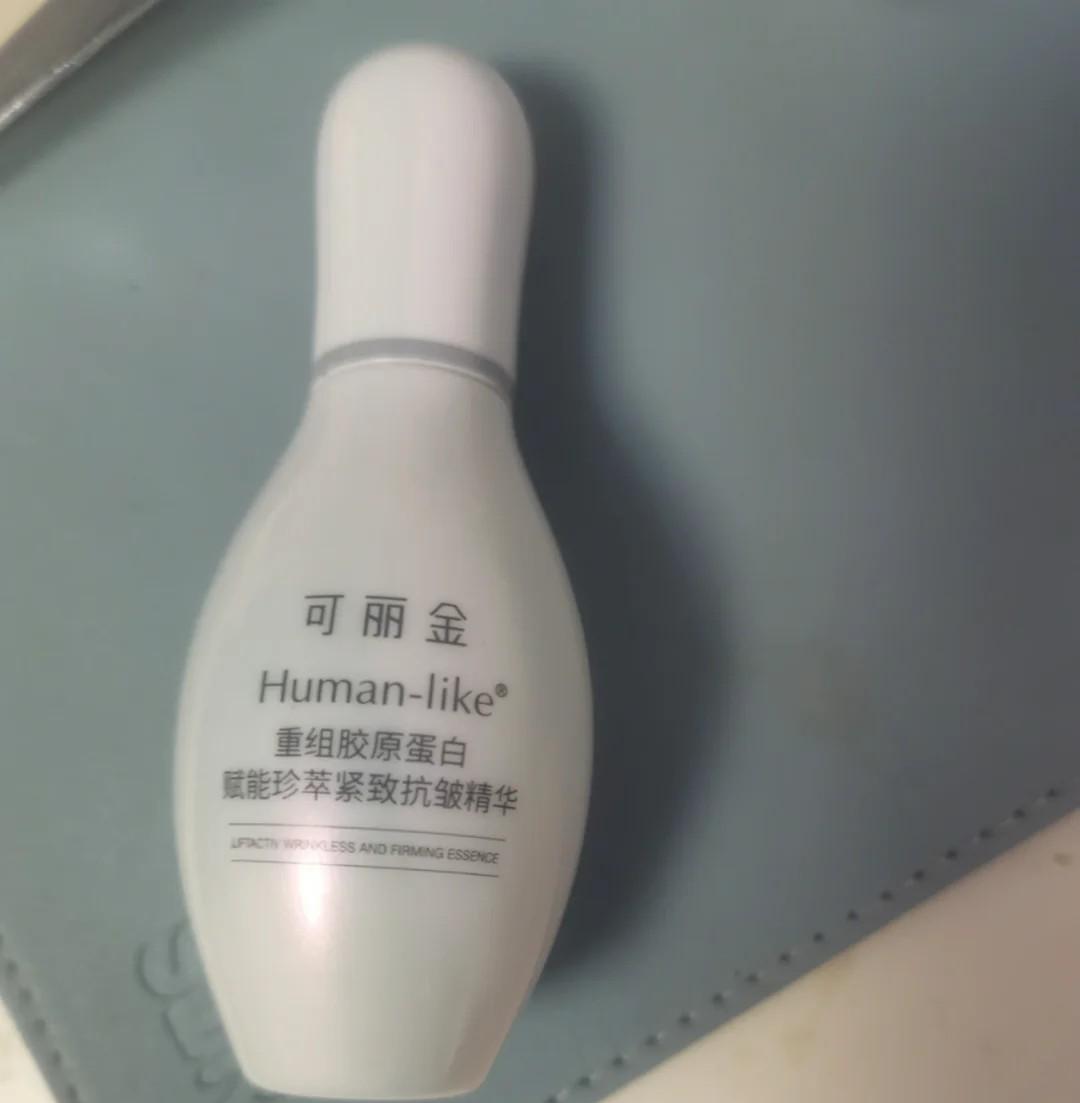 可丽金
Human-like®
重组胶原蛋白
赋能珍萃紧致抗皱精华
LIFTACTIV WRINKLESS AND FIRMING ESSENCE